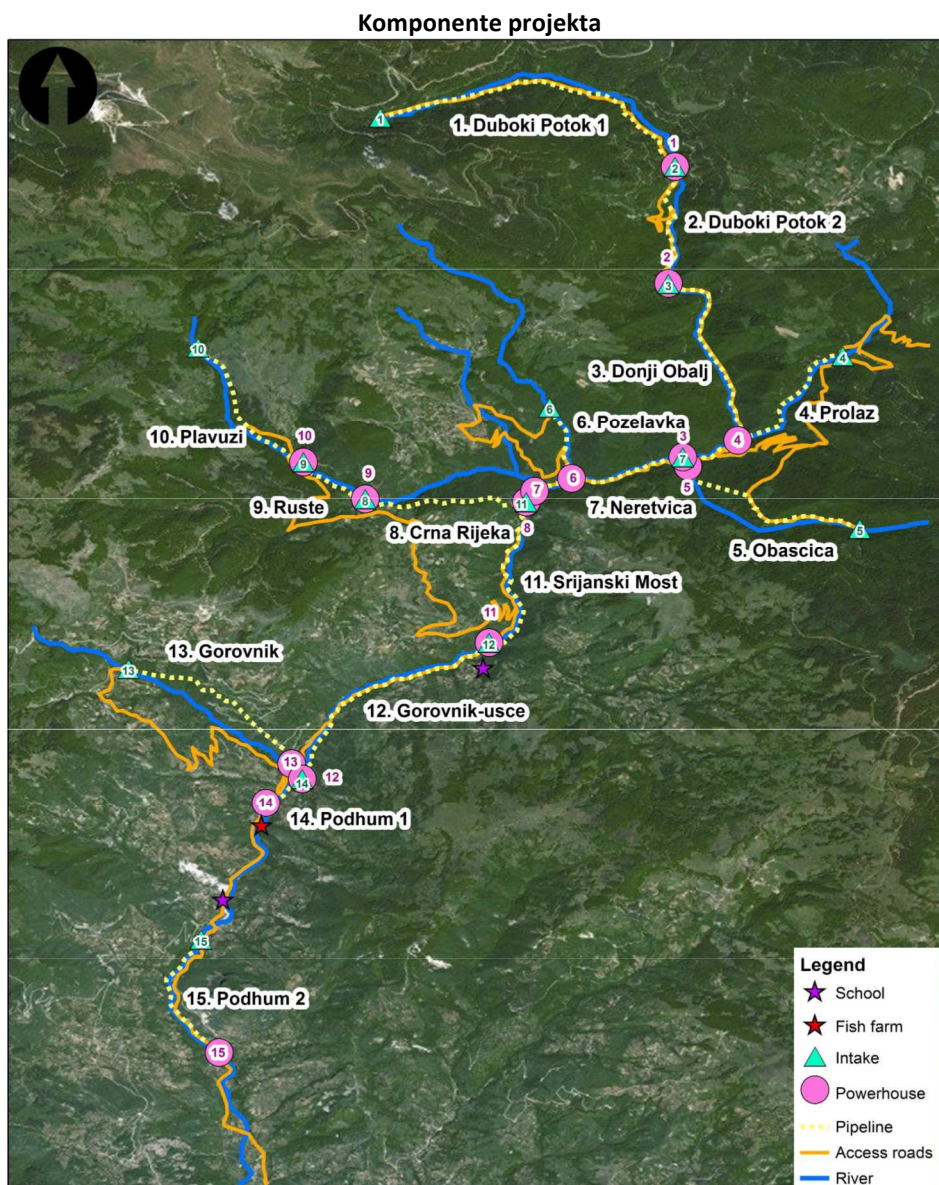 Komponente projekta
1
1. Duboki Potok 1
1
2
2. Duboki Potok 2
2
3
3. Donji Obalj
4
4. Prolaz
10
6
6. Pozelavka
4
3
7
10. Plavuzi
10
9
9
8
9. Ruste
6
7
5
7. Neretvica
11
8. Crna Rijeka
8
5
5. Obascica
11. Srijanski Most
11
12
13. Gorovnik
13
12. Gorovnik-usce
13
14
12
14
14. Podhum 1
15
15. Podhum 2
15
Legend
School
Fish farm
Intake
Powerhouse
Pipeline
Access roads
River